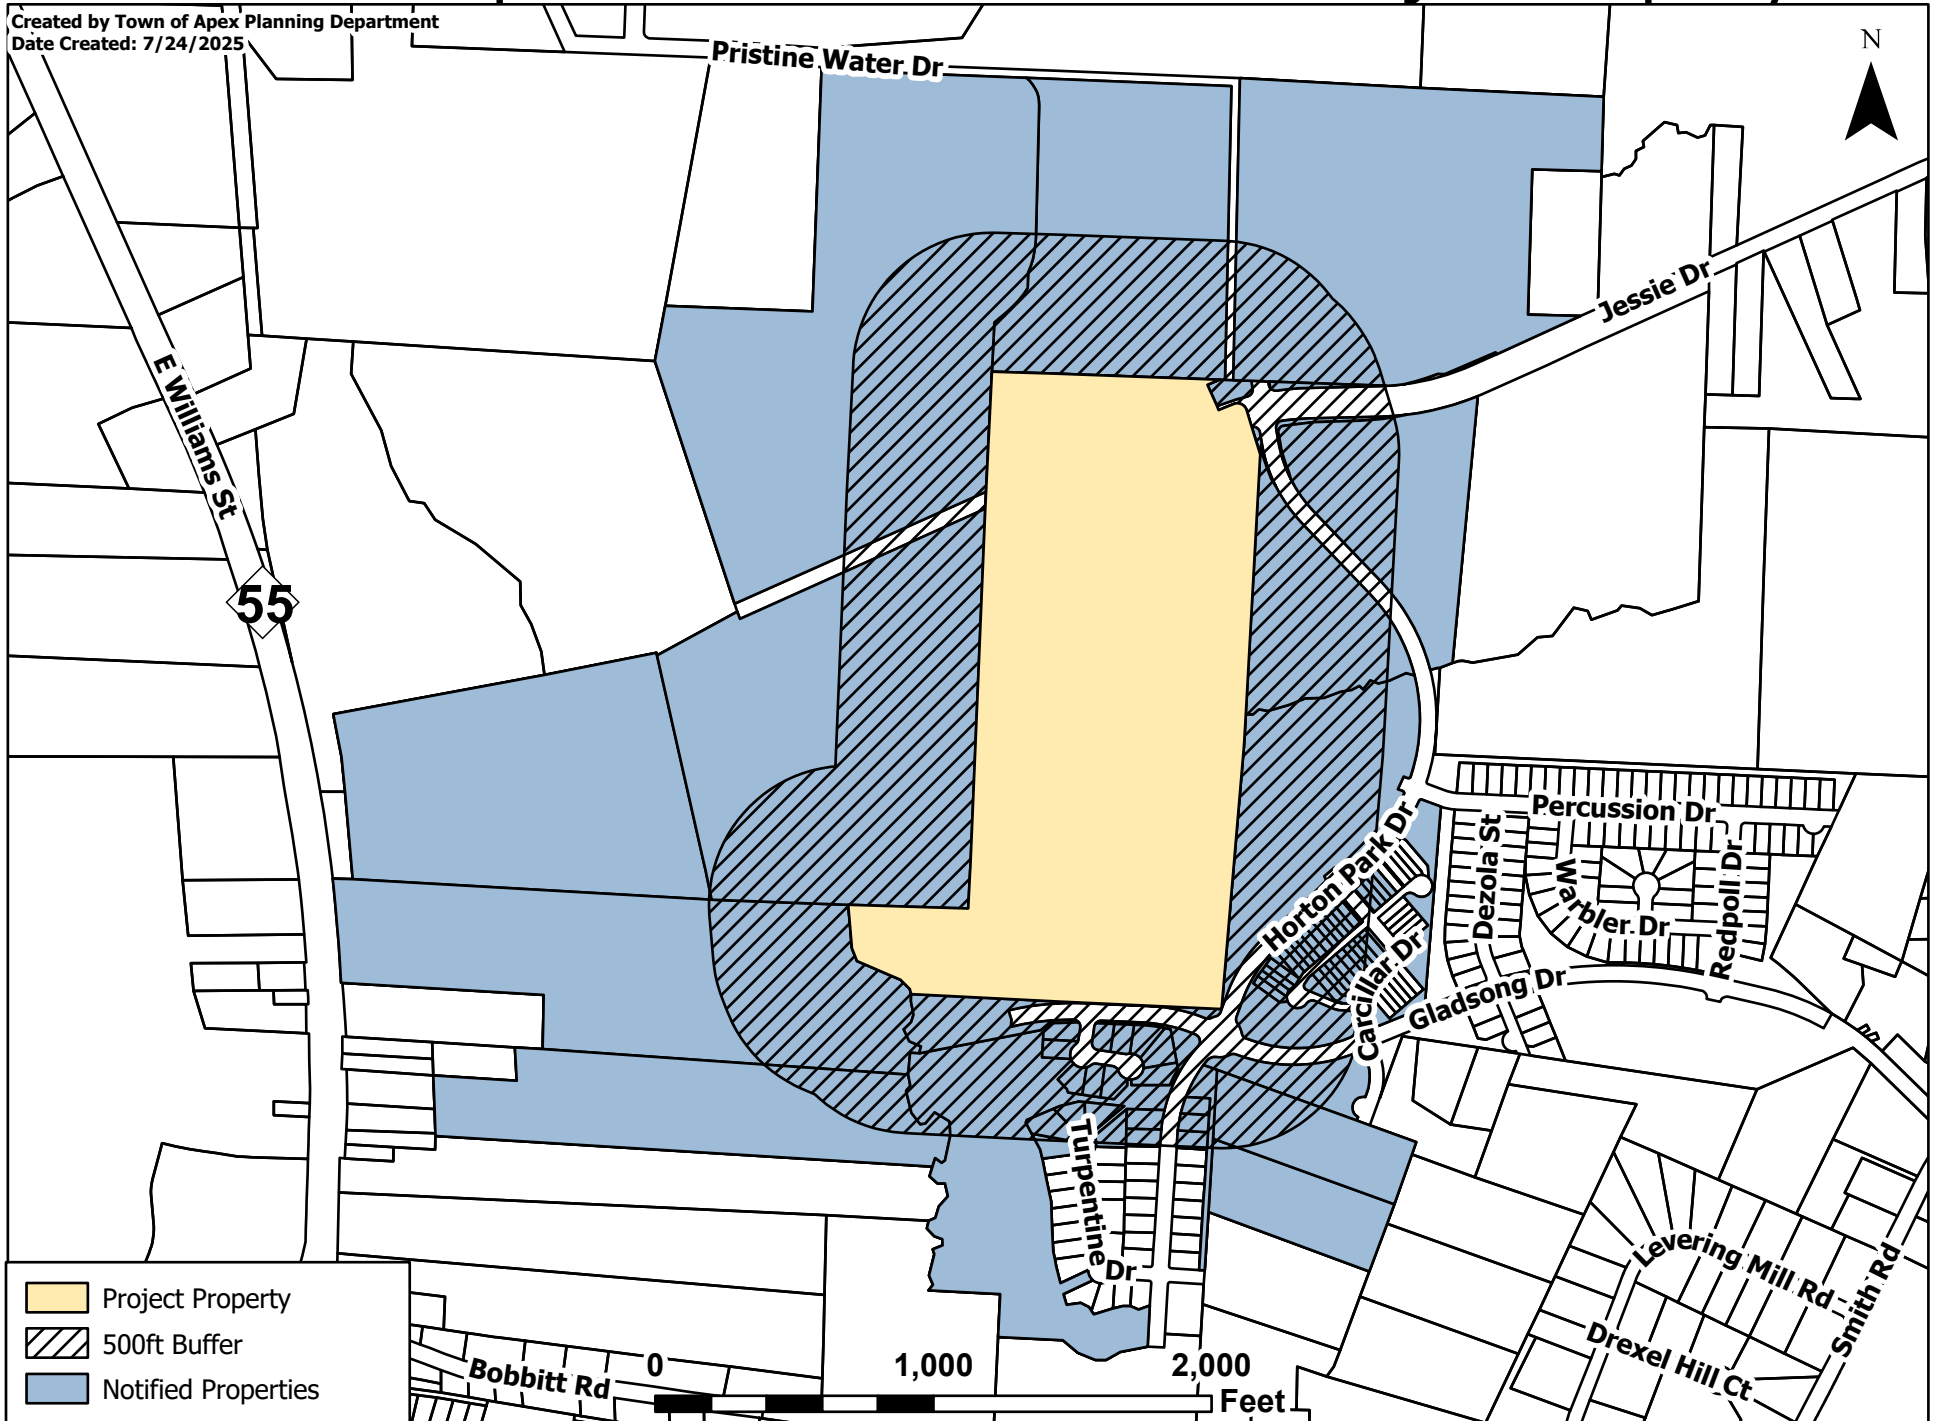 Created by Town of Apex Planning Department
Date Created: 7/24/2025
Pristine Water Dr
N
Jessie Dr
E Williams St
55
Percussion Dr
Horton Park Dr
Dezola St
Warbler Dr
Redpoll Dr
Carcillar Dr
Gladsong Dr
Turpentine Dr
Levering Mill Rd
Smith Rd
Drexel Hill Ct
Bobbitt Rd
Project Property
500ft Buffer
Notified Properties
0 1,000 2,000
Feet